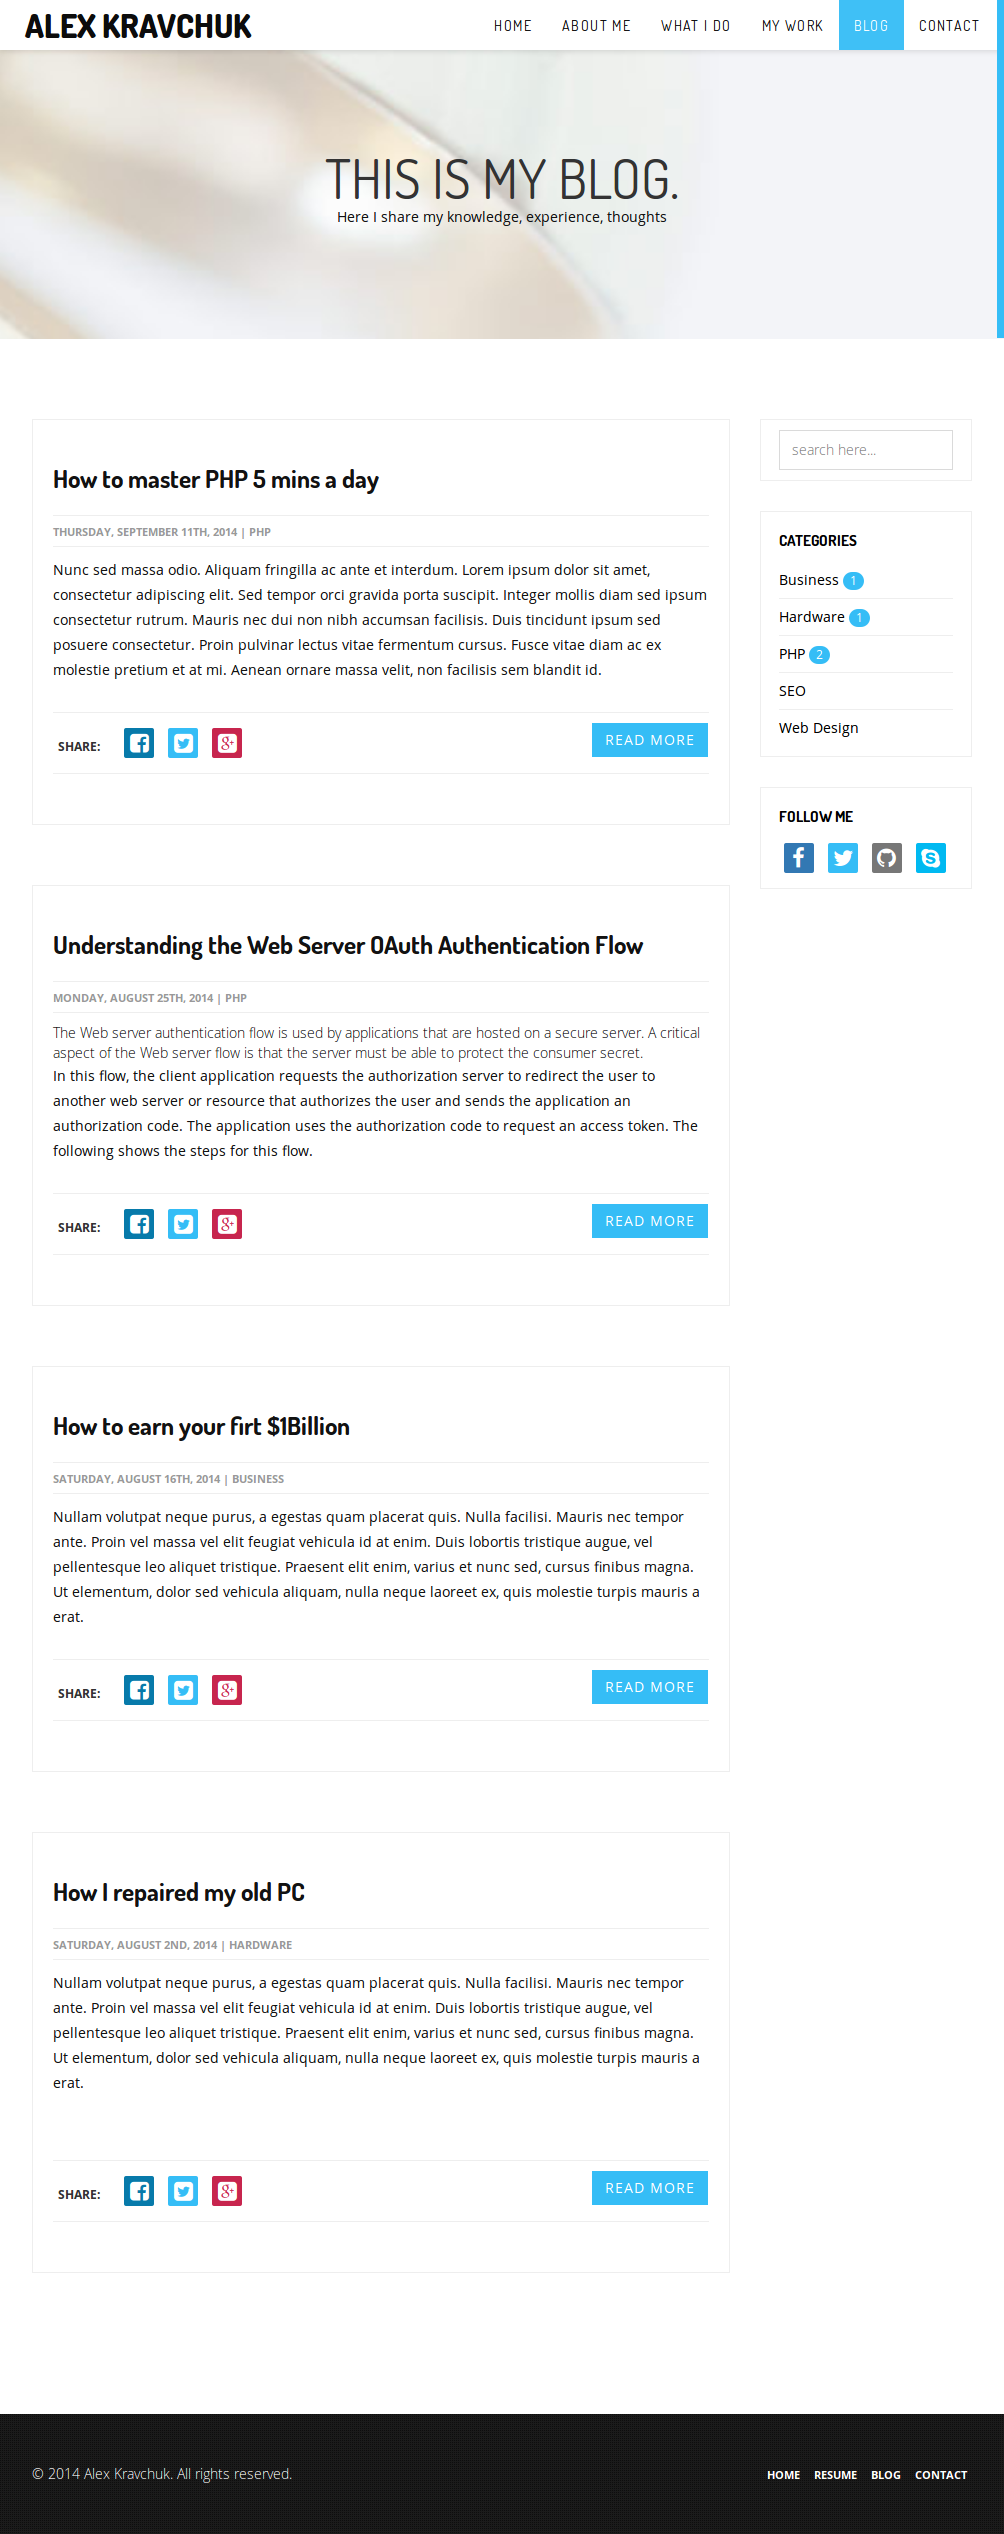 ALEX KRAVCHUK
HOME ABOUT ME WHAT I DO MY WORK BLOG CONTACT
THIS IS MY BLOG.
Here I share my knowledge, experience, thoughts
How to master PHP 5 mins a day
THURSDAY, SEPTEMBER 11TH, 2014 | PHP
Nunc sed massa odio. Aliquam fringilla ac ante et interdum. Lorem ipsum dolor sit amet,
consectetur adipiscing elit. Sed tempor orci gravida porta suscipit. Integer mollis diam sed ipsum
consectetur rutrum. Mauris nec dui non nibh accumsan facilisis. Duis tincidunt ipsum sed
posuere consectetur. Proin pulvinar lectus vitae fermentum cursus. Fusce vitae diam ac ex
molestie pretium et at mi. Aenean ornare massa velit, non facilisis sem blandit id.
SHARE:
READ MORE
Understanding the Web Server OAuth Authentication Flow
MONDAY, AUGUST 25TH, 2014 | PHP
The Web server authentication flow is used by applications that are hosted on a secure server. A critical
aspect of the Web server flow is that the server must be able to protect the consumer secret.
In this flow, the client application requests the authorization server to redirect the user to
another web server or resource that authorizes the user and sends the application an
authorization code. The application uses the authorization code to request an access token. The
following shows the steps for this flow.
SHARE:
READ MORE
How to earn your firt $1Billion
SATURDAY, AUGUST 16TH, 2014 | BUSINESS
Nullam volutpat neque purus, a egestas quam placerat quis. Nulla facilisi. Mauris nec tempor
ante. Proin vel massa vel elit feugiat vehicula id at enim. Duis lobortis tristique augue, vel
pellentesque leo aliquet tristique. Praesent elit enim, varius et nunc sed, cursus finibus magna.
Ut elementum, dolor sed vehicula aliquam, nulla neque laoreet ex, quis molestie turpis mauris a
erat.
SHARE:
READ MORE
How I repaired my old PC
SATURDAY, AUGUST 2ND, 2014 | HARDWARE
Nullam volutpat neque purus, a egestas quam placerat quis. Nulla facilisi. Mauris nec tempor
ante. Proin vel massa vel elit feugiat vehicula id at enim. Duis lobortis tristique augue, vel
pellentesque leo aliquet tristique. Praesent elit enim, varius et nunc sed, cursus finibus magna.
Ut elementum, dolor sed vehicula aliquam, nulla neque laoreet ex, quis molestie turpis mauris a
erat.
SHARE:
READ MORE
search here...
CATEGORIES
Business 1
Hardware 1
PHP 2
SEO
Web Design
FOLLOW ME
© 2014 Alex Kravchuk. All rights reserved.
HOME RESUME BLOG CONTACT